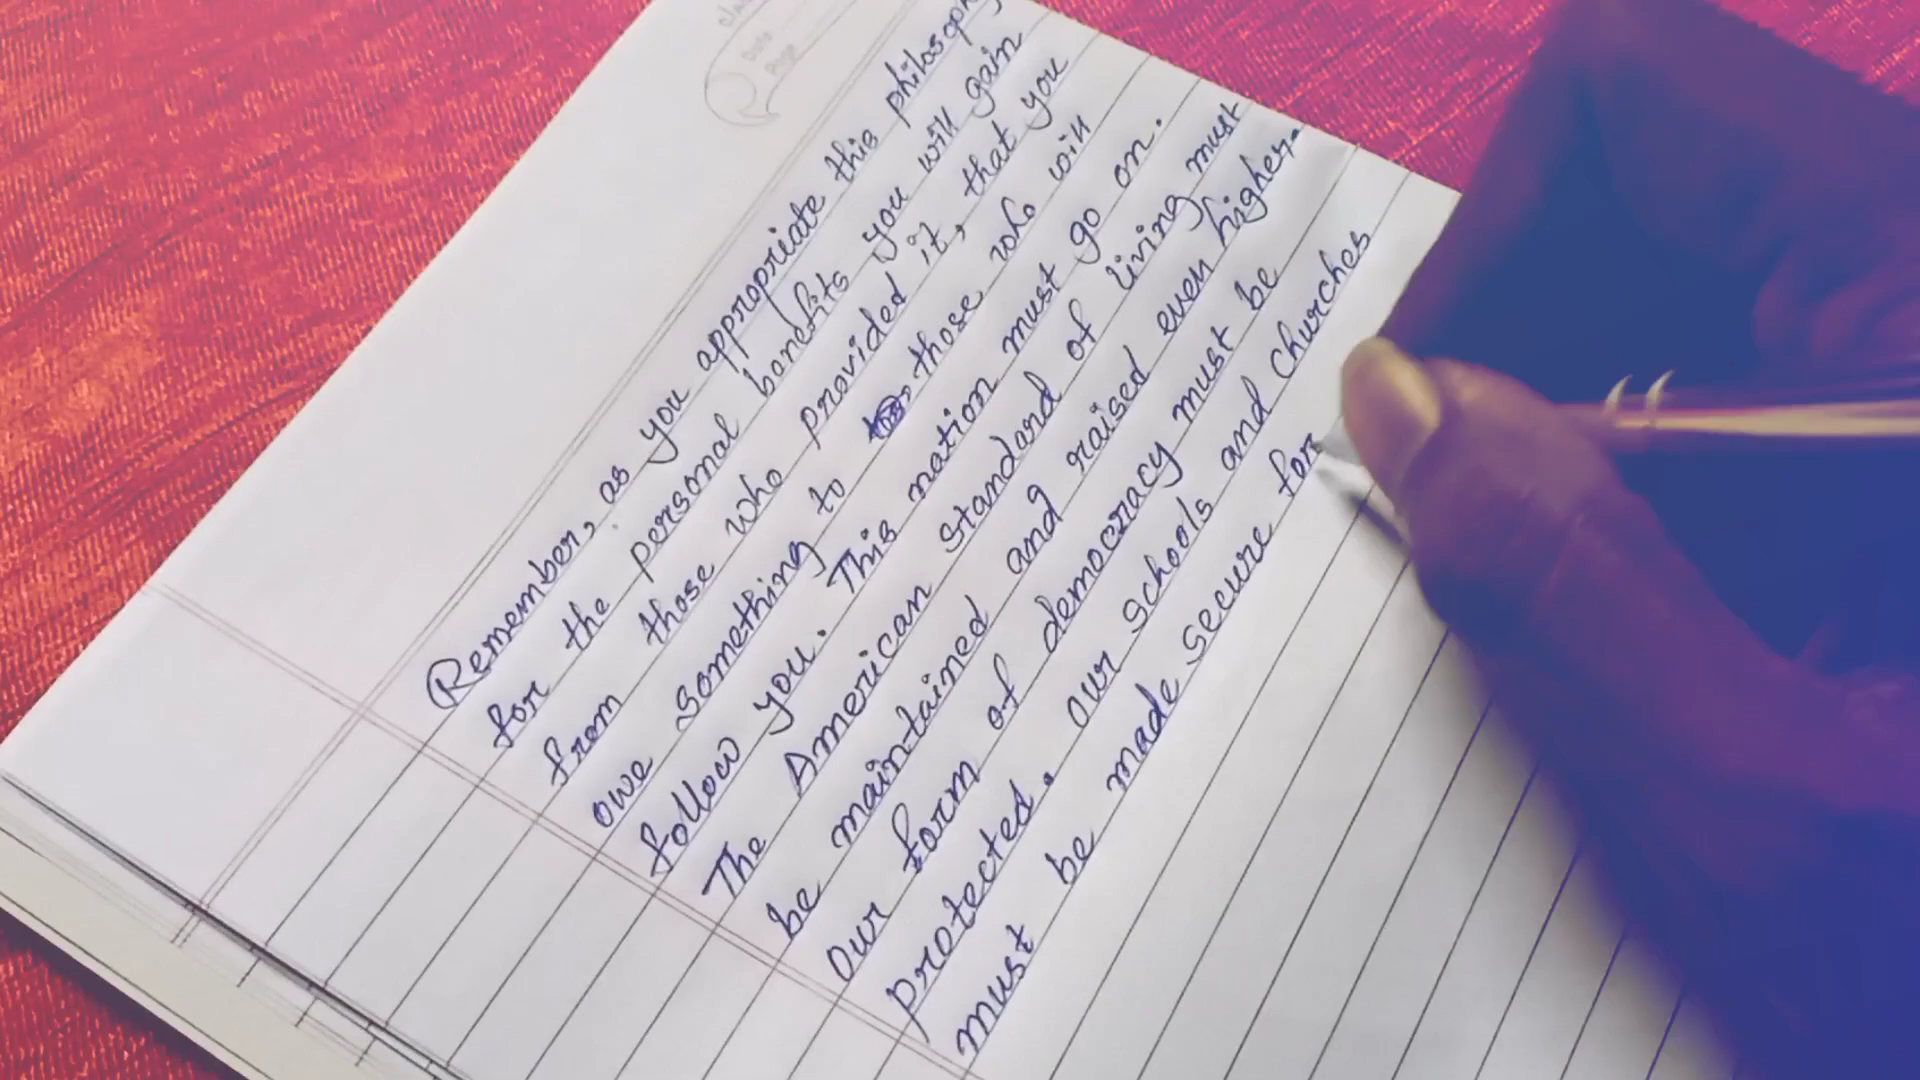 Date
Page
Remember, as you appropriate this philosophy
for the personal benefits you will gain
from those who provided it, that you
owe something to those who will
follow you. This nation must go on.
The American standard of living must
be maintained and raised even higher.
Our form of democracy must be
protected. Our schools and churches
must be made secure for